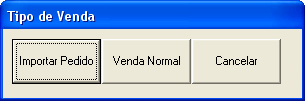 Tipo de Venda
Importar Pedido
Venda Normal
Cancelar